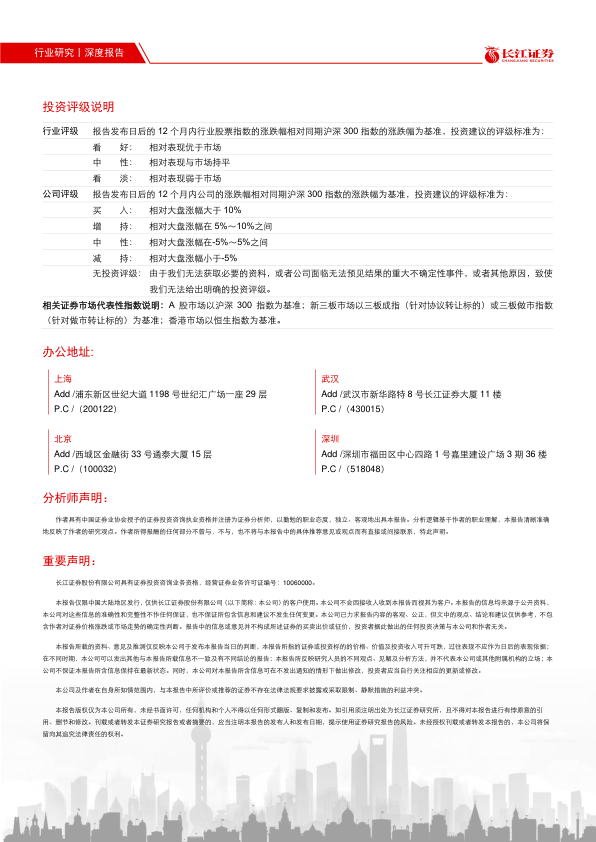 行业研究丨深度报告
长江证券
CHANGJIANG SECURITIES
投资评级说明
行业评级 报告发布日后的 12 个月内行业股票指数的涨跌幅相对同期沪深 300 指数的涨跌幅为基准，投资建议的评级标准为：
看 好： 相对表现优于市场
中 性： 相对表现与市场持平
看 淡： 相对表现弱于市场
公司评级 报告发布日后的 12 个月内公司的涨跌幅相对同期沪深 300 指数的涨跌幅为基准，投资建议的评级标准为：
买 入： 相对大盘涨幅大于 10%
增 持： 相对大盘涨幅在 5%～10%之间
中 性： 相对大盘涨幅在-5%～5%之间
减 持： 相对大盘涨幅小于-5%
无投资评级： 由于我们无法获取必要的资料，或者公司面临无法预见结果的重大不确定性事件，或者其他原因，致使
我们无法给出明确的投资评级。
相关证券市场代表性指数说明：A 股市场以沪深 300 指数为基准；新三板市场以三板成指（针对协议转让标的）或三板做市指数
（针对做市转让标的）为基准；香港市场以恒生指数为基准。
办公地址:
上海
Add /浦东新区世纪大道 1198 号世纪汇广场一座 29 层
P.C /（200122）
武汉
Add /武汉市新华路特 8 号长江证券大厦 11 楼
P.C /（430015）
北京
Add /西城区金融街 33 号通泰大厦 15 层
P.C /（100032）
深圳
Add /深圳市福田区中心四路 1 号嘉里建设广场 3 期 36 楼
P.C /（518048）
分析师声明：
作者具有中国证券业协会授予的证券投资咨询执业资格并注册为证券分析师，以勤勉的职业态度，独立、客观地出具本报告。分析逻辑基于作者的职业理解，本报告清晰准确
地反映了作者的研究观点。作者所得报酬的任何部分不曾与，不与，也不将与本报告中的具体推荐意见或观点而有直接或间接联系，特此声明。
重要声明：
长江证券股份有限公司具有证券投资咨询业务资格，经营证券业务许可证编号：10060000。
本报告仅限中国大陆地区发行，仅供长江证券股份有限公司（以下简称：本公司）的客户使用。本公司不会因接收人收到本报告而视其为客户。本报告的信息均来源于公开资料，
本公司对这些信息的准确性和完整性不作任何保证，也不保证所包含信息和建议不发生任何变更。本公司已力求报告内容的客观、公正，但文中的观点、结论和建议仅供参考，不包
含作者对证券价格涨跌或市场走势的确定性判断。报告中的信息或意见并不构成所述证券的买卖出价或征价，投资者据此做出的任何投资决策与本公司和作者无关。
本报告所载的资料、意见及推测仅反映本公司于发布本报告当日的判断，本报告所指的证券或投资标的的价格、价值及投资收入可升可跌，过往表现不应作为日后的表现依据；
在不同时期，本公司可以发出其他与本报告所载信息不一致及有不同结论的报告；本报告所反映研究人员的不同观点、见解及分析方法，并不代表本公司或其他附属机构的立场；本
公司不保证本报告所含信息保持在最新状态。同时，本公司对本报告所含信息可在不发出通知的情形下做出修改，投资者应当自行关注相应的更新或修改。
本公司及作者在自身所知情范围内，与本报告中所评价或推荐的证券不存在法律法规要求披露或采取限制、静默措施的利益冲突。
本报告版权仅为本公司所有，未经书面许可，任何机构和个人不得以任何形式翻版、复制和发布。如引用须注明出处为长江证券研究所，且不得对本报告进行有悖原意的引
用、删节和修改。刊载或者转发本证券研究报告或者摘要的，应当注明本报告的发布人和发布日期，提示使用证券研究报告的风险。未经授权刊载或者转发本报告的，本公司将保
留向其追究法律责任的权利。